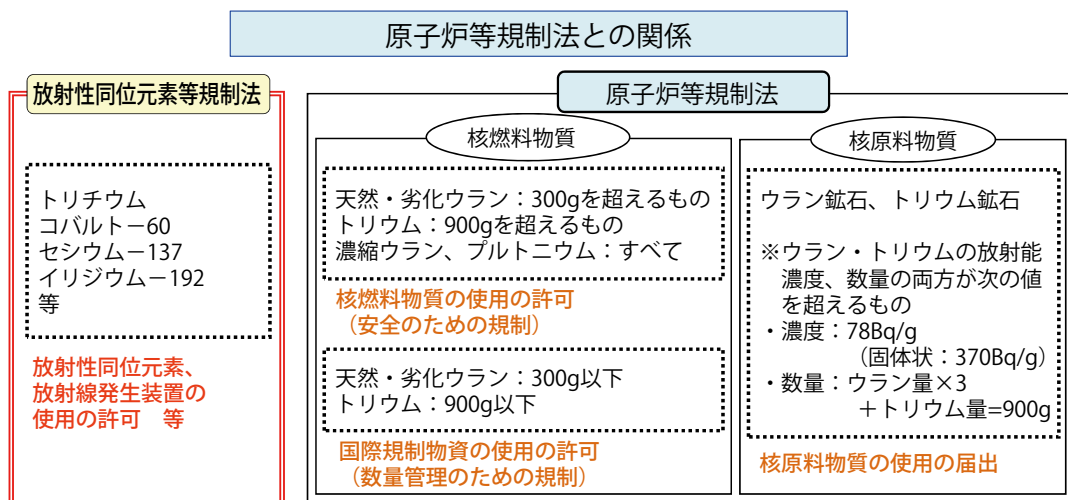 原子炉等規制法との関係
放射性同位元素等規制法
トリチウム
コバルト－60
セシウム－137
イリジウム－192
等
放射性同位元素、
放射線発生装置の
使用の許可　等
原子炉等規制法
核燃料物質
天然・劣化ウラン：300gを超えるもの
トリウム：900gを超えるもの
濃縮ウラン、プルトニウム：すべて
核燃料物質の使用の許可
（安全のための規制）
天然・劣化ウラン：300g以下
トリウム：900g以下
国際規制物資の使用の許可
（数量管理のための規制）
核原料物質
ウラン鉱石、トリウム鉱石
※ウラン・トリウムの放射能
濃度、数量の両方が次の値
を超えるもの
・濃度：78Bq/g
（固体状：370Bq/g）
・数量：ウラン量×3
＋トリウム量=900g
核原料物質の使用の届出